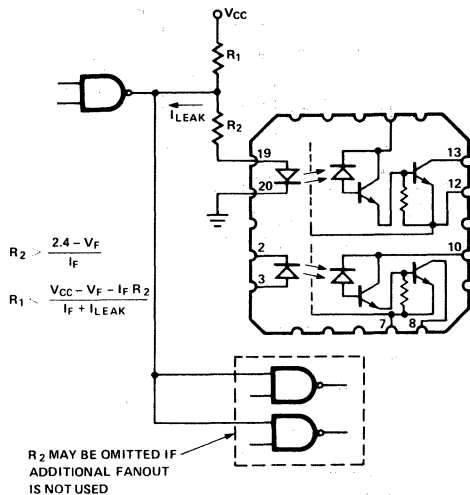 VCC
R1
ILEAK
R2
19
20
13
12
2
3
10
7
8
R2 > 2.4 – VF / IF
R1 < VCC – VF – IF R2 / IF + ILEAK
R2 MAY BE OMITTED IF
ADDITIONAL FANOUT
IS NOT USED